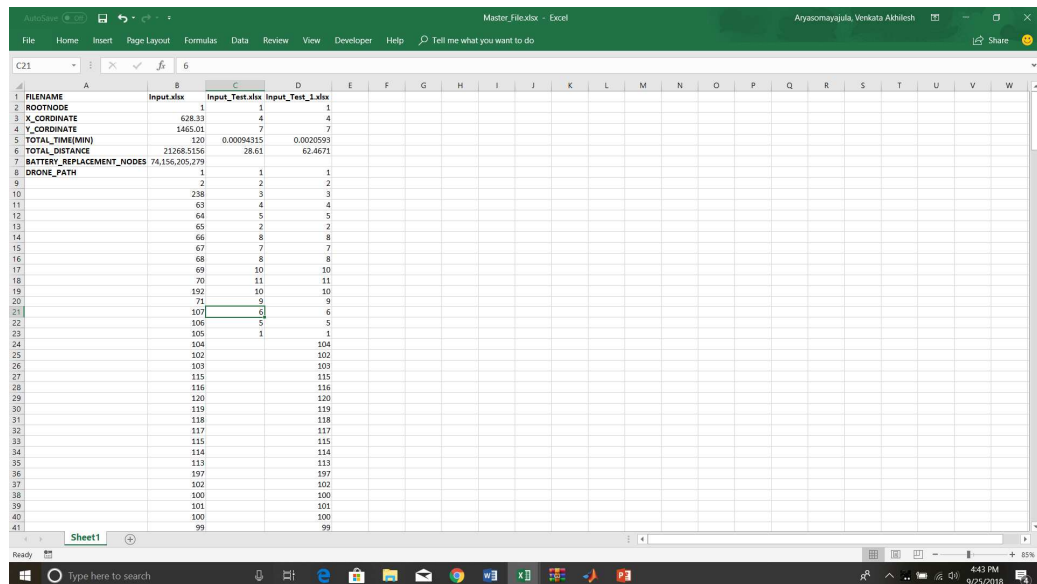 AutoSave Off Master_File.xlsx - Excel Aryasomayajula, Venkata Akhilesh
File Home Insert Page Layout Formulas Data Review View Developer Help Tell me what you want to do Share
C21 fx 6
A B C D E F G H I J K L M N O P Q R S T U V W
1 FILENAME Input.xlsx Input_Test.xlsx Input_Test_1.xlsx
2 ROOTNODE 1 1 1
3 X_CORDINATE 628.33 4 4
4 Y_CORDINATE 1465.01 7 7
5 TOTAL_TIME(MIN) 120 0.00094315 0.0020593
6 TOTAL_DISTANCE 21268.5156 28.61 62.4671
7 BATTERY_REPLACEMENT_NODES 74,156,205,279
8 DRONE_PATH 1 1 1
9 2 2 2
10 238 3 3
11 63 4 4
12 64 5 5
13 65 2 2
14 66 8 8
15 67 7 7
16 68 8 8
17 69 10 10
18 70 11 11
19 192 10 10
20 71 9 9
21 107 6 6
22 106 5 5
23 105 1 1
24 104 104
25 102 102
26 103 103
27 115 115
28 116 116
29 120 120
30 119 119
31 118 118
32 117 117
33 115 115
34 114 114
35 113 113
36 197 197
37 102 102
38 100 100
39 101 101
40 100 100
41 99 99
Sheet1
Ready 85%
Type here to search 4:43 PM
9/25/2018